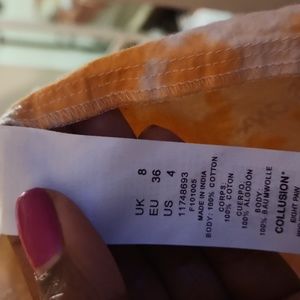 UK 8
EU 36
US 4
11748693
F101005
MADE IN INDIA
BODY: 100% COTTON
CORPS:
100% COTON
CUERPO:
100% ALGODÓN
BODY:
100% BAUMWOLLE
COLLUSION